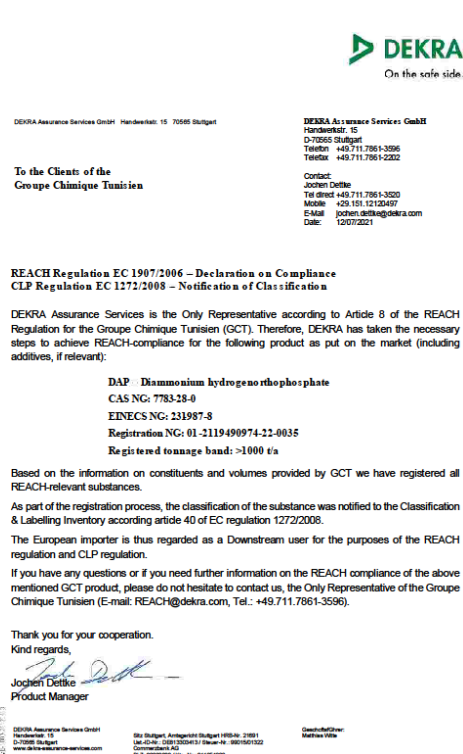 DEKRA
On the safe side.
DEKRA Assurance Services GmbH Handwerkstr. 15 70565 Stuttgart
DEKRA Assurance Services GmbH
Handwerkstr. 15
D-70565 Stuttgart
Telefon +49.711.7861-3596
Telefax +49.711.7861-2202
To the Clients of the
Groupe Chimique Tunisien
Contact:
Jochen Dettke
Tel direct +49.711.7861-3520
Mobile +29.151.12120497
E-Mail jochen.dettke@dekra.com
Date: 12/07/2021
REACH Regulation EC 1907/2006 – Declaration on Compliance
CLP Regulation EC 1272/2008 – Notification of Classification
DEKRA Assurance Services is the Only Representative according to Article 8 of the REACH
Regulation for the Groupe Chimique Tunisien (GCT). Therefore, DEKRA has taken the necessary
steps to achieve REACH-compliance for the following product as put on the market (including
additives, if relevant):
DAP Diammonium hydrogenorthophosphate
CAS NG: 7783-28-0
EINECS NG: 231987-8
Registration NG: 01-2119490974-22-0035
Registered tonnage band: >1000 t/a
Based on the information on constituents and volumes provided by GCT we have registered all
REACH-relevant substances.
As part of the registration process, the classification of the substance was notified to the Classification
& Labelling Inventory according article 40 of EC regulation 1272/2008.
The European importer is thus regarded as a Downstream user for the purposes of the REACH
regulation and CLP regulation.
If you have any questions or if you need further information on the REACH compliance of the above
mentioned GCT product, please do not hesitate to contact us, the Only Representative of the Groupe
Chimique Tunisien (E-mail: REACH@dekra.com, Tel.: +49.711.7861-3596).
Thank you for your cooperation.
Kind regards,
Jochen Dettke
Product Manager
DEKRA Assurance Services GmbH
Handwerkstr. 15
D-70565 Stuttgart
www.dekra-assurance-services.com
Sitz Stuttgart, Amtsgericht Stuttgart HRB-Nr. 21691
Ust.-ID-Nr.: DE813303413 / Steuer-Nr.: 99015/01322
Commerzbank AG
Geschäftsführer:
Matthias Witte